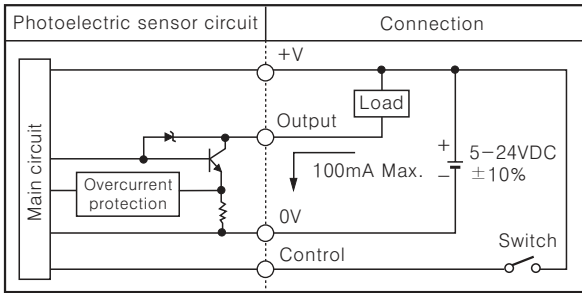 Photoelectric sensor circuit
Connection
+V
Load
Output
Main circuit
Overcurrent
protection
100mA Max.
+
−
5−24VDC
±10%
0V
Control
Switch